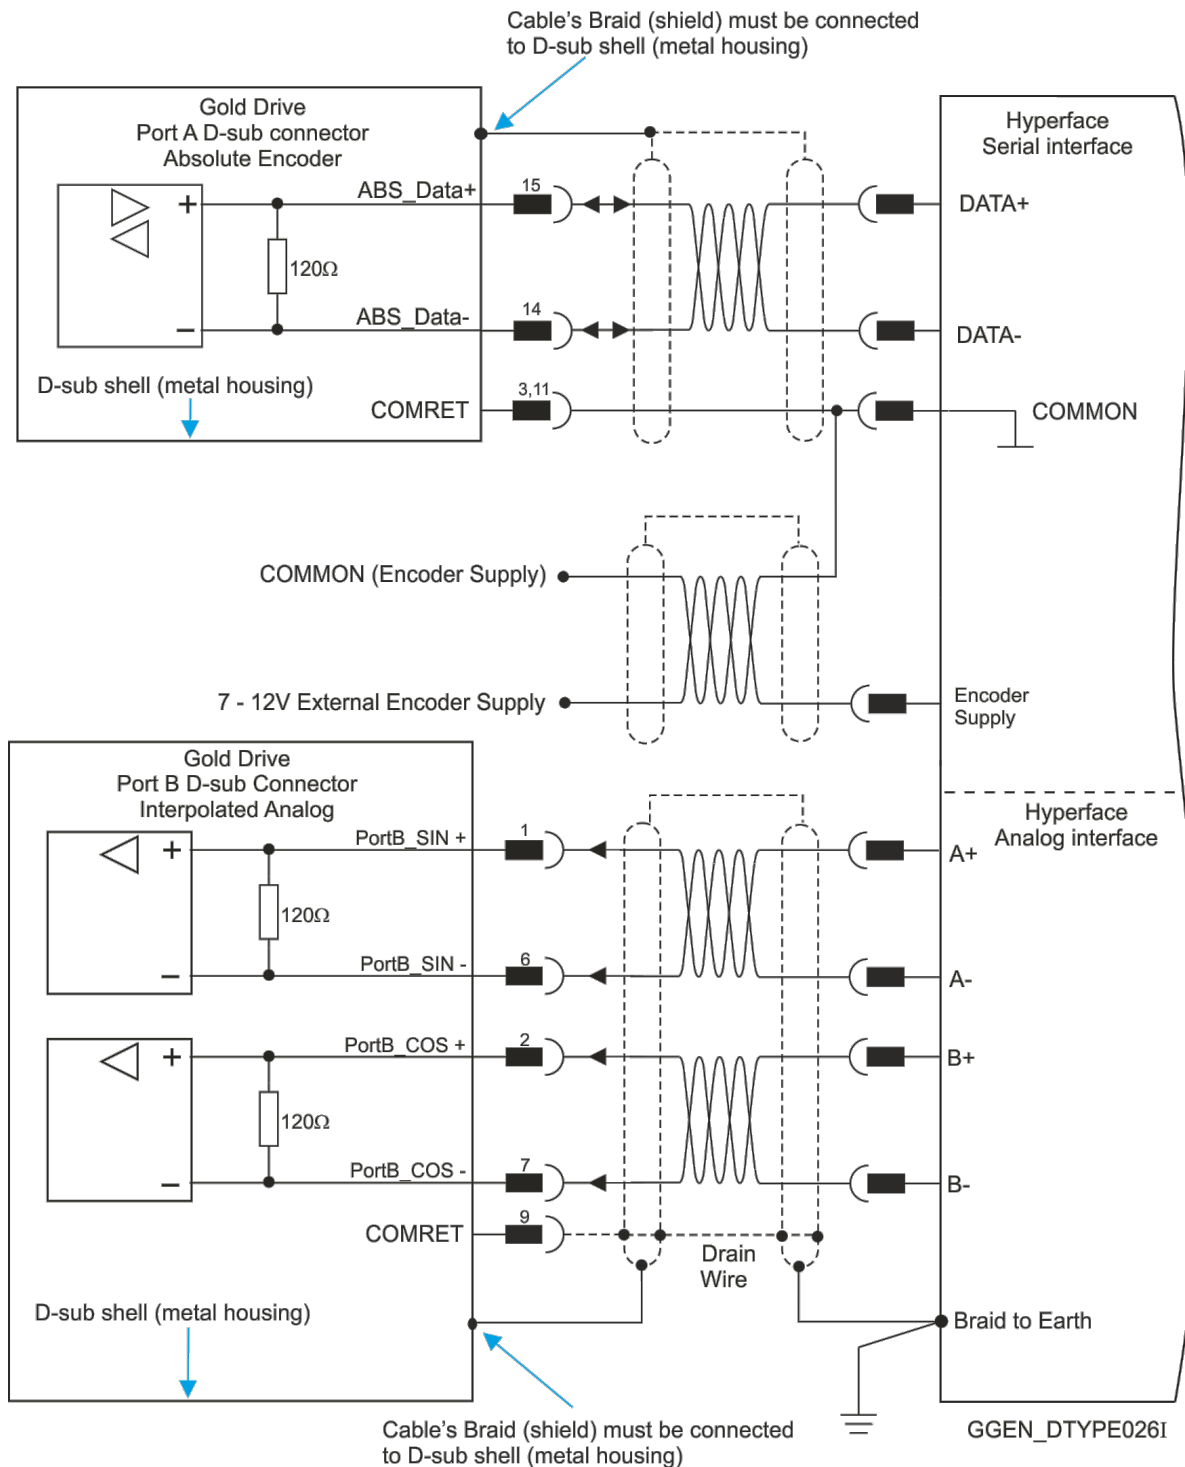 Cable's Braid (shield) must be connected
to D-sub shell (metal housing)
Gold Drive
Port A D-sub connector
Absolute Encoder
Hyperface
Serial interface
ABS_Data+
15
DATA+
+
120Ω
−
ABS_Data-
14
DATA-
D-sub shell (metal housing)
COMRET
3,11
COMMON
COMMON (Encoder Supply)
7 - 12V External Encoder Supply
Encoder
Supply
Gold Drive
Port B D-sub Connector
Interpolated Analog
Hyperface
Analog interface
+
PortB_SIN +
1
A+
120Ω
−
PortB_SIN -
6
A-
+
PortB_COS +
2
B+
120Ω
−
PortB_COS -
7
B-
COMRET
9
Drain
Wire
D-sub shell (metal housing)
Braid to Earth
Cable's Braid (shield) must be connected
to D-sub shell (metal housing)
GGEN_DTYPE026I